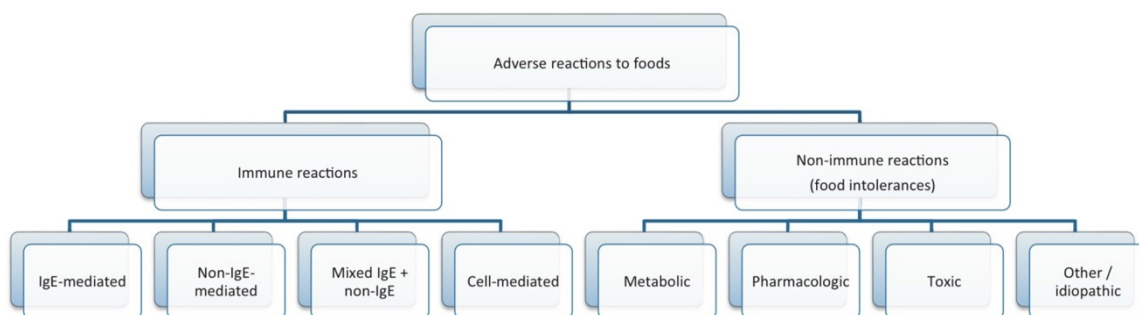 Adverse reactions to foods
Immune reactions
Non-immune reactions
(food intolerances)
IgE-mediated
Non-IgE-
mediated
Mixed IgE +
non-IgE
Cell-mediated
Metabolic
Pharmacologic
Toxic
Other /
idiopathic